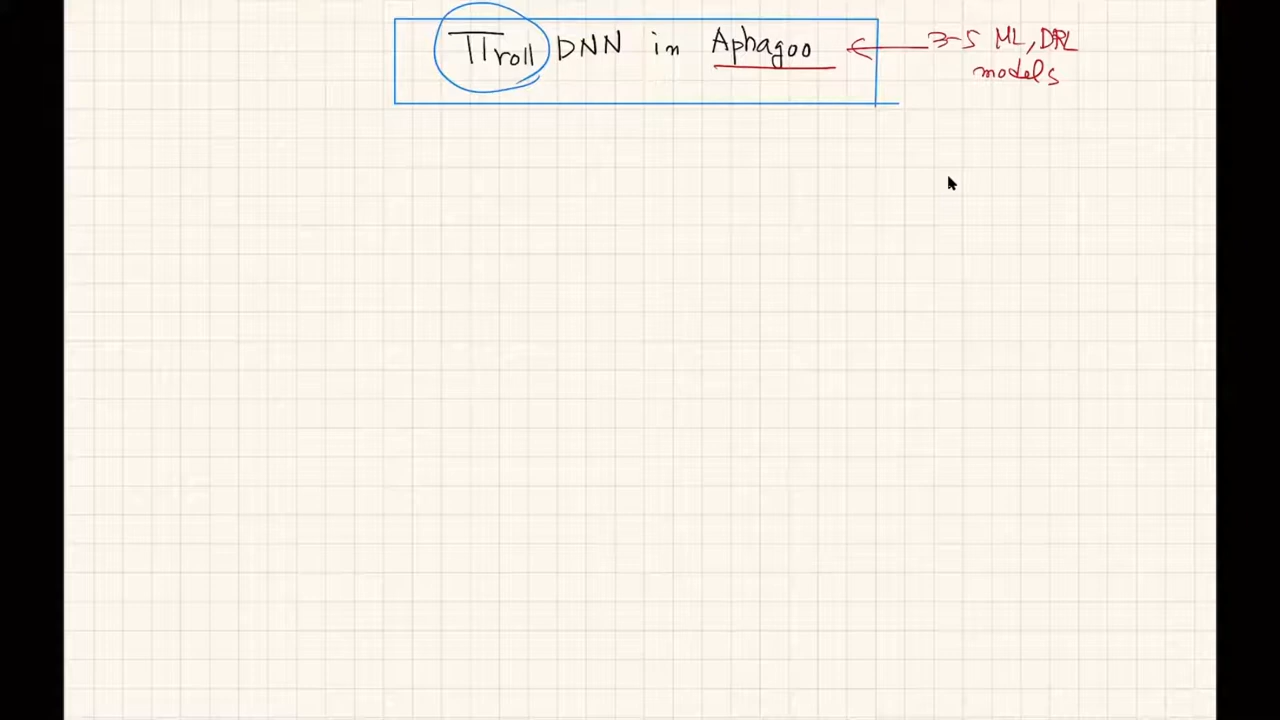 πroll DNN in Aphagoo ← 3-5 ML, DRL
models